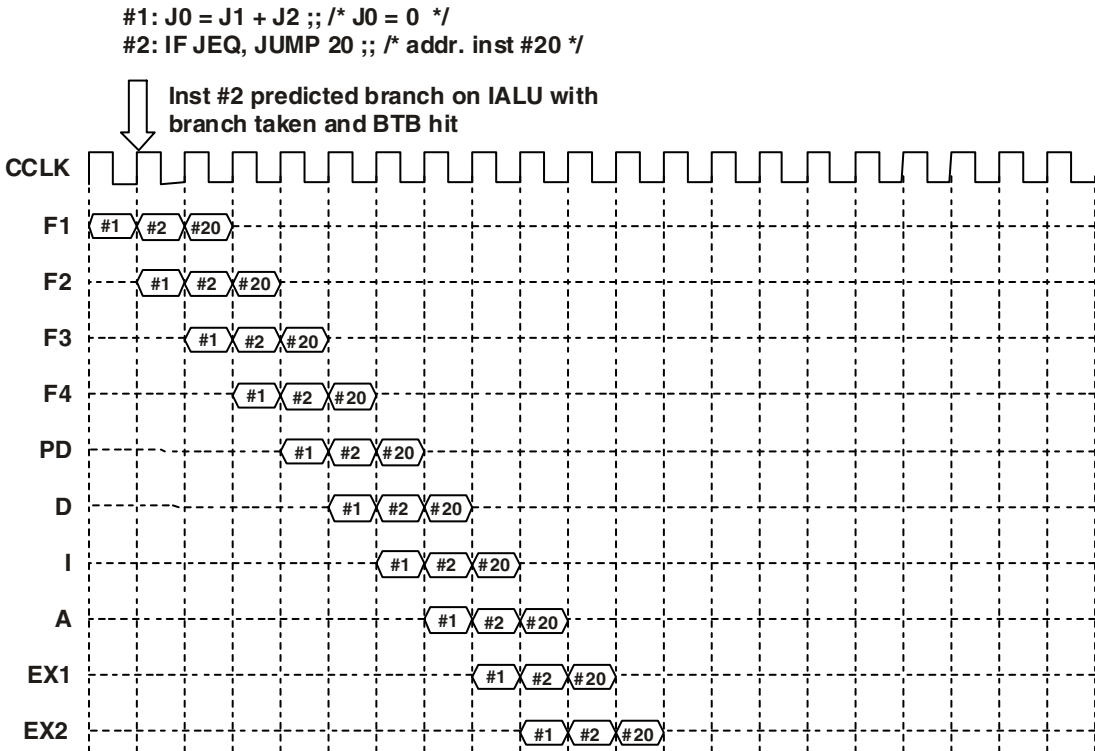 #1: J0 = J1 + J2 ;; /* J0 = 0 */
#2: IF JEQ, JUMP 20 ;; /* addr. inst #20 */
Inst #2 predicted branch on IALU with
branch taken and BTB hit
CCLK
F1 #1 #2 #20
F2 #1 #2 #20
F3 #1 #2 #20
F4 #1 #2 #20
PD #1 #2 #20
D #1 #2 #20
I #1 #2 #20
A #1 #2 #20
EX1 #1 #2 #20
EX2 #1 #2 #20